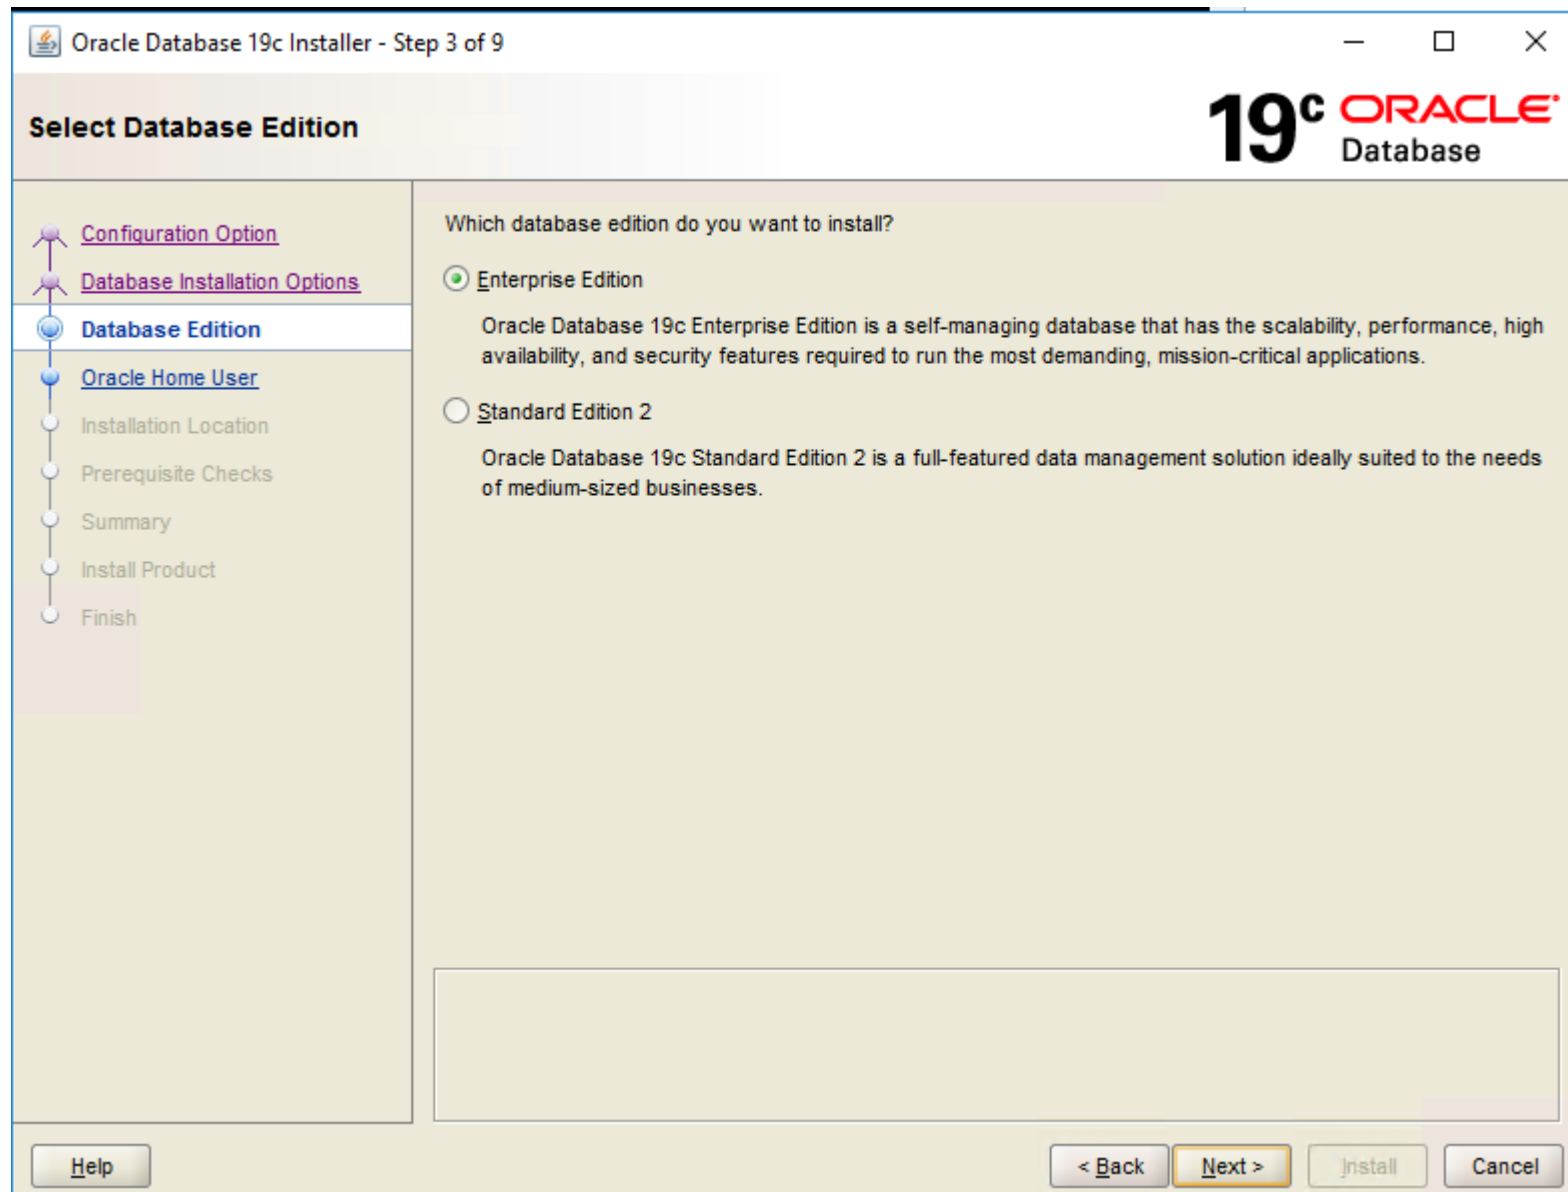 Oracle Database 19c Installer - Step 3 of 9
Select Database Edition
19c ORACLE
Database
Configuration Option
Database Installation Options
Database Edition
Oracle Home User
Installation Location
Prerequisite Checks
Summary
Install Product
Finish
Which database edition do you want to install?
Enterprise Edition
Oracle Database 19c Enterprise Edition is a self-managing database that has the scalability, performance, high
availability, and security features required to run the most demanding, mission-critical applications.
Standard Edition 2
Oracle Database 19c Standard Edition 2 is a full-featured data management solution ideally suited to the needs
of medium-sized businesses.
Help
< Back
Next >
Install
Cancel